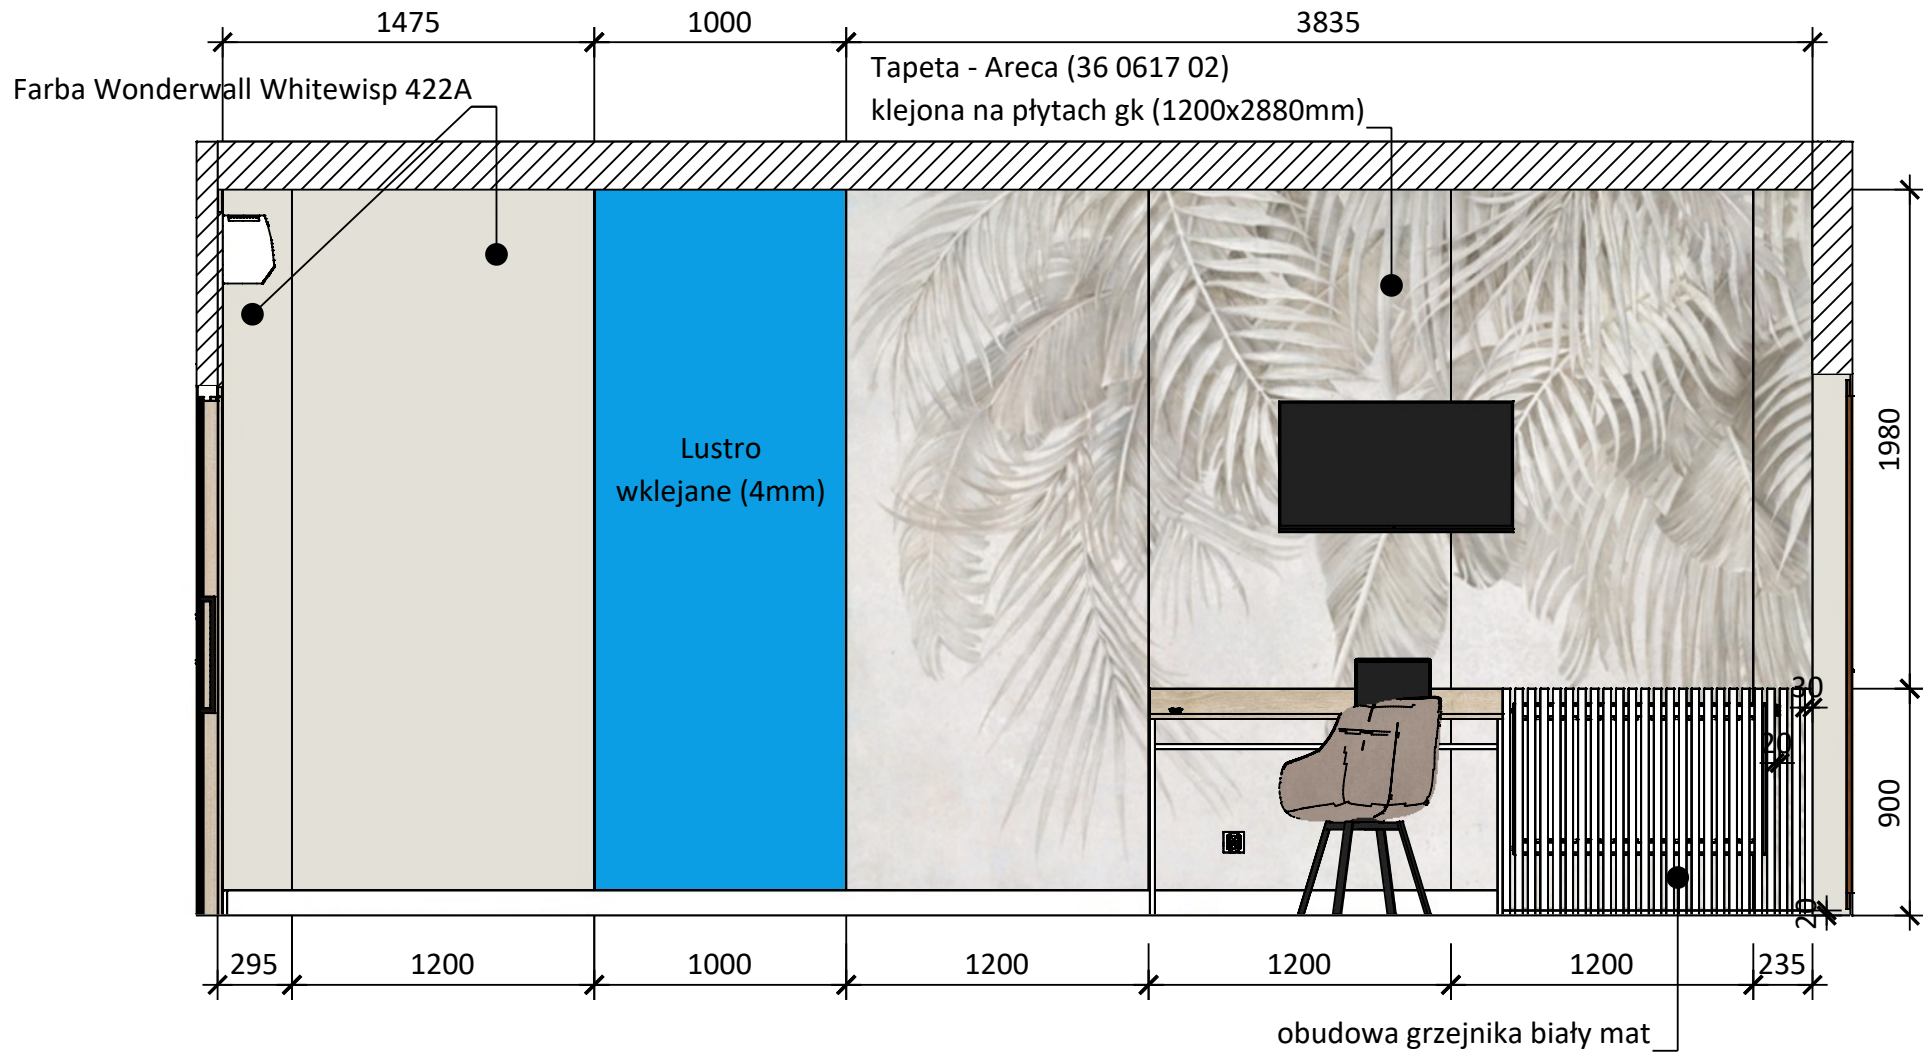 1475
1000
3835
Farba Wonderwall Whitewisp 422A
Tapeta - Areca (36 0617 02)
klejona na płytach gk (1200x2880mm)
Lustro
wklejane (4mm)
1980
30
20
900
20
295
1200
1000
1200
1200
1200
235
obudowa grzejnika biały mat